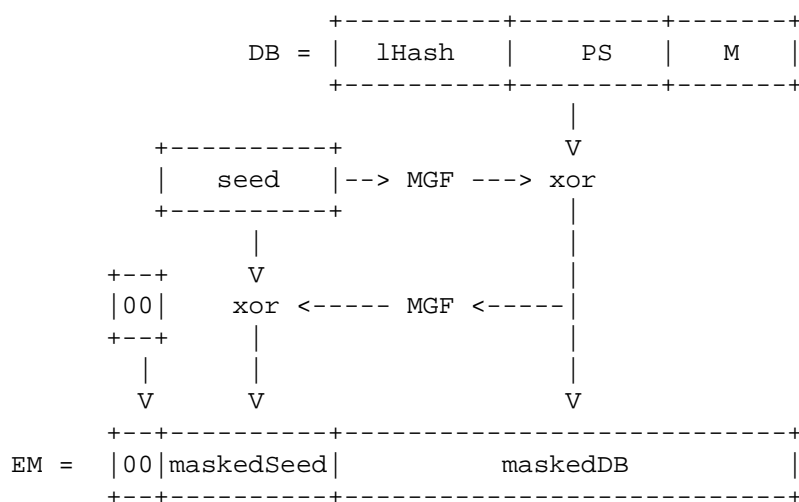 +----------+---------+-------+
                 DB = |  lHash   |    PS   |   M   |
                      +----------+---------+-------+
                                     |
           +----------+              V
           |   seed   |--> MGF ---> xor
           +----------+              |
                 |                   |
        +--+     V                   |
        |00|    xor <----- MGF <-----|
        +--+     |                   |
          |      |                   |
          V      V                   V
        +--+----------+----------------------------+
  EM =  |00|maskedSeed|          maskedDB          |
        +--+----------+----------------------------+